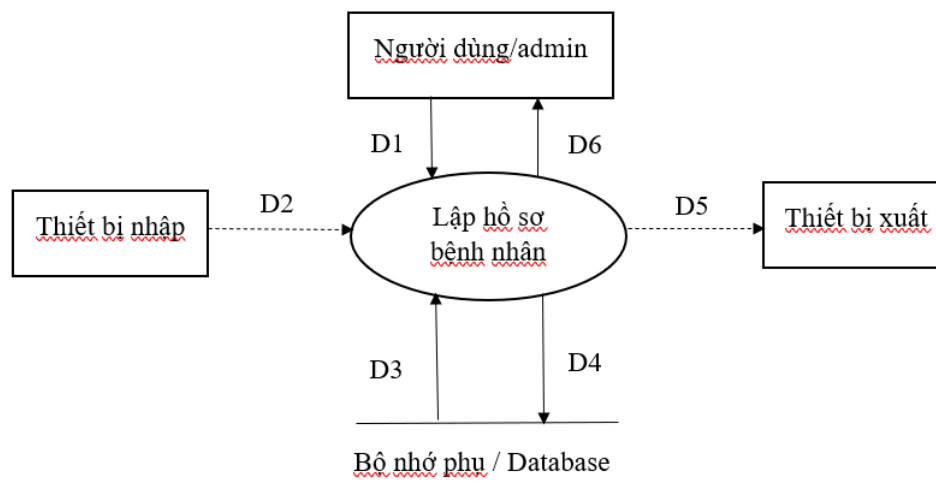 Người dùng/admin
D1
D6
Thiết bị nhập
D2
Lập hồ sơ
bệnh nhân
D5
Thiết bị xuất
D3
D4
Bộ nhớ phụ / Database